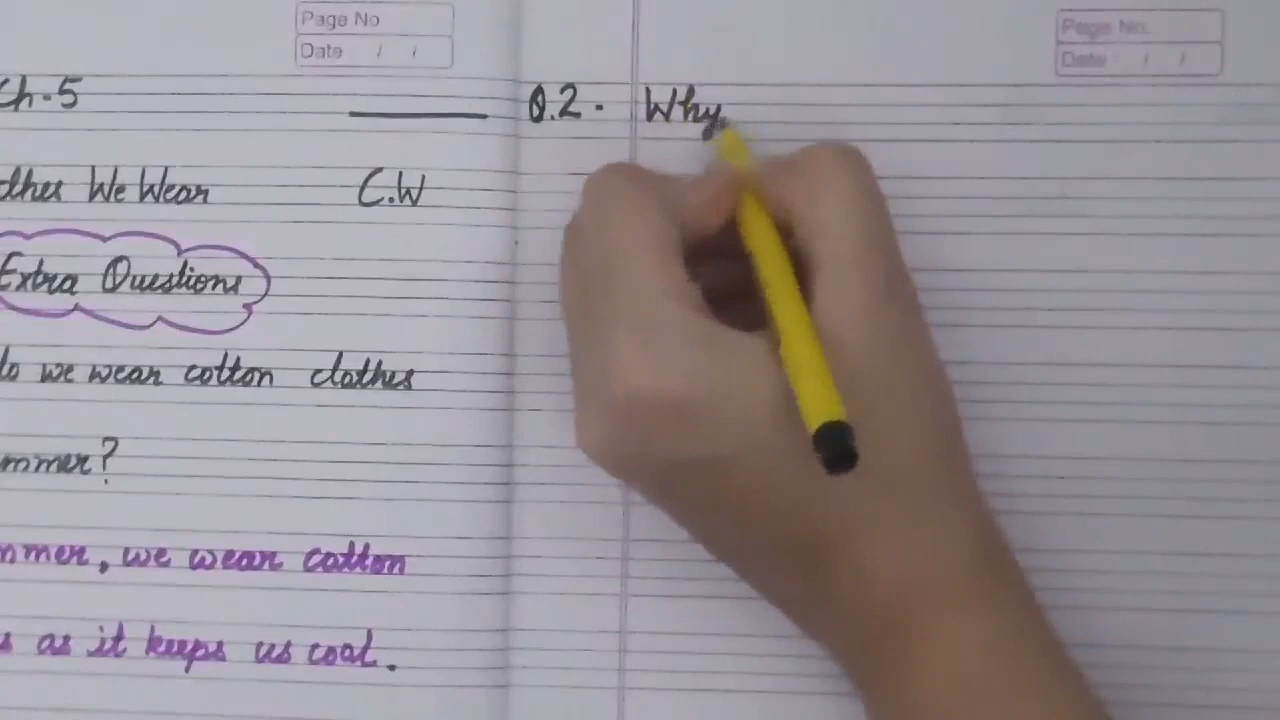 Page No
Date / /
Ch-5
We Wear C.W
Extra Questions
do we wear cotton clothes
mmer?
mmer, we wear cotton
s as it keeps us cool.
Page No.
Date / /
Q.2. Why